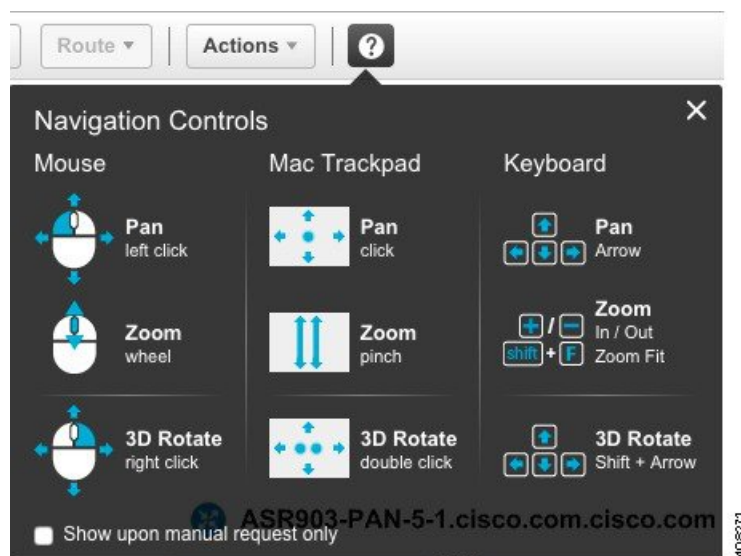 Route Actions ?
Navigation Controls
Mouse Mac Trackpad Keyboard
Pan
left click
Pan
click
Pan
Arrow
Zoom
wheel
Zoom
pinch
+ / -
shift + F
Zoom
In / Out
Zoom Fit
3D Rotate
right click
3D Rotate
double click
3D Rotate
Shift + Arrow
ASR903-PAN-5-1.cisco.com.cisco.com
Show upon manual request only